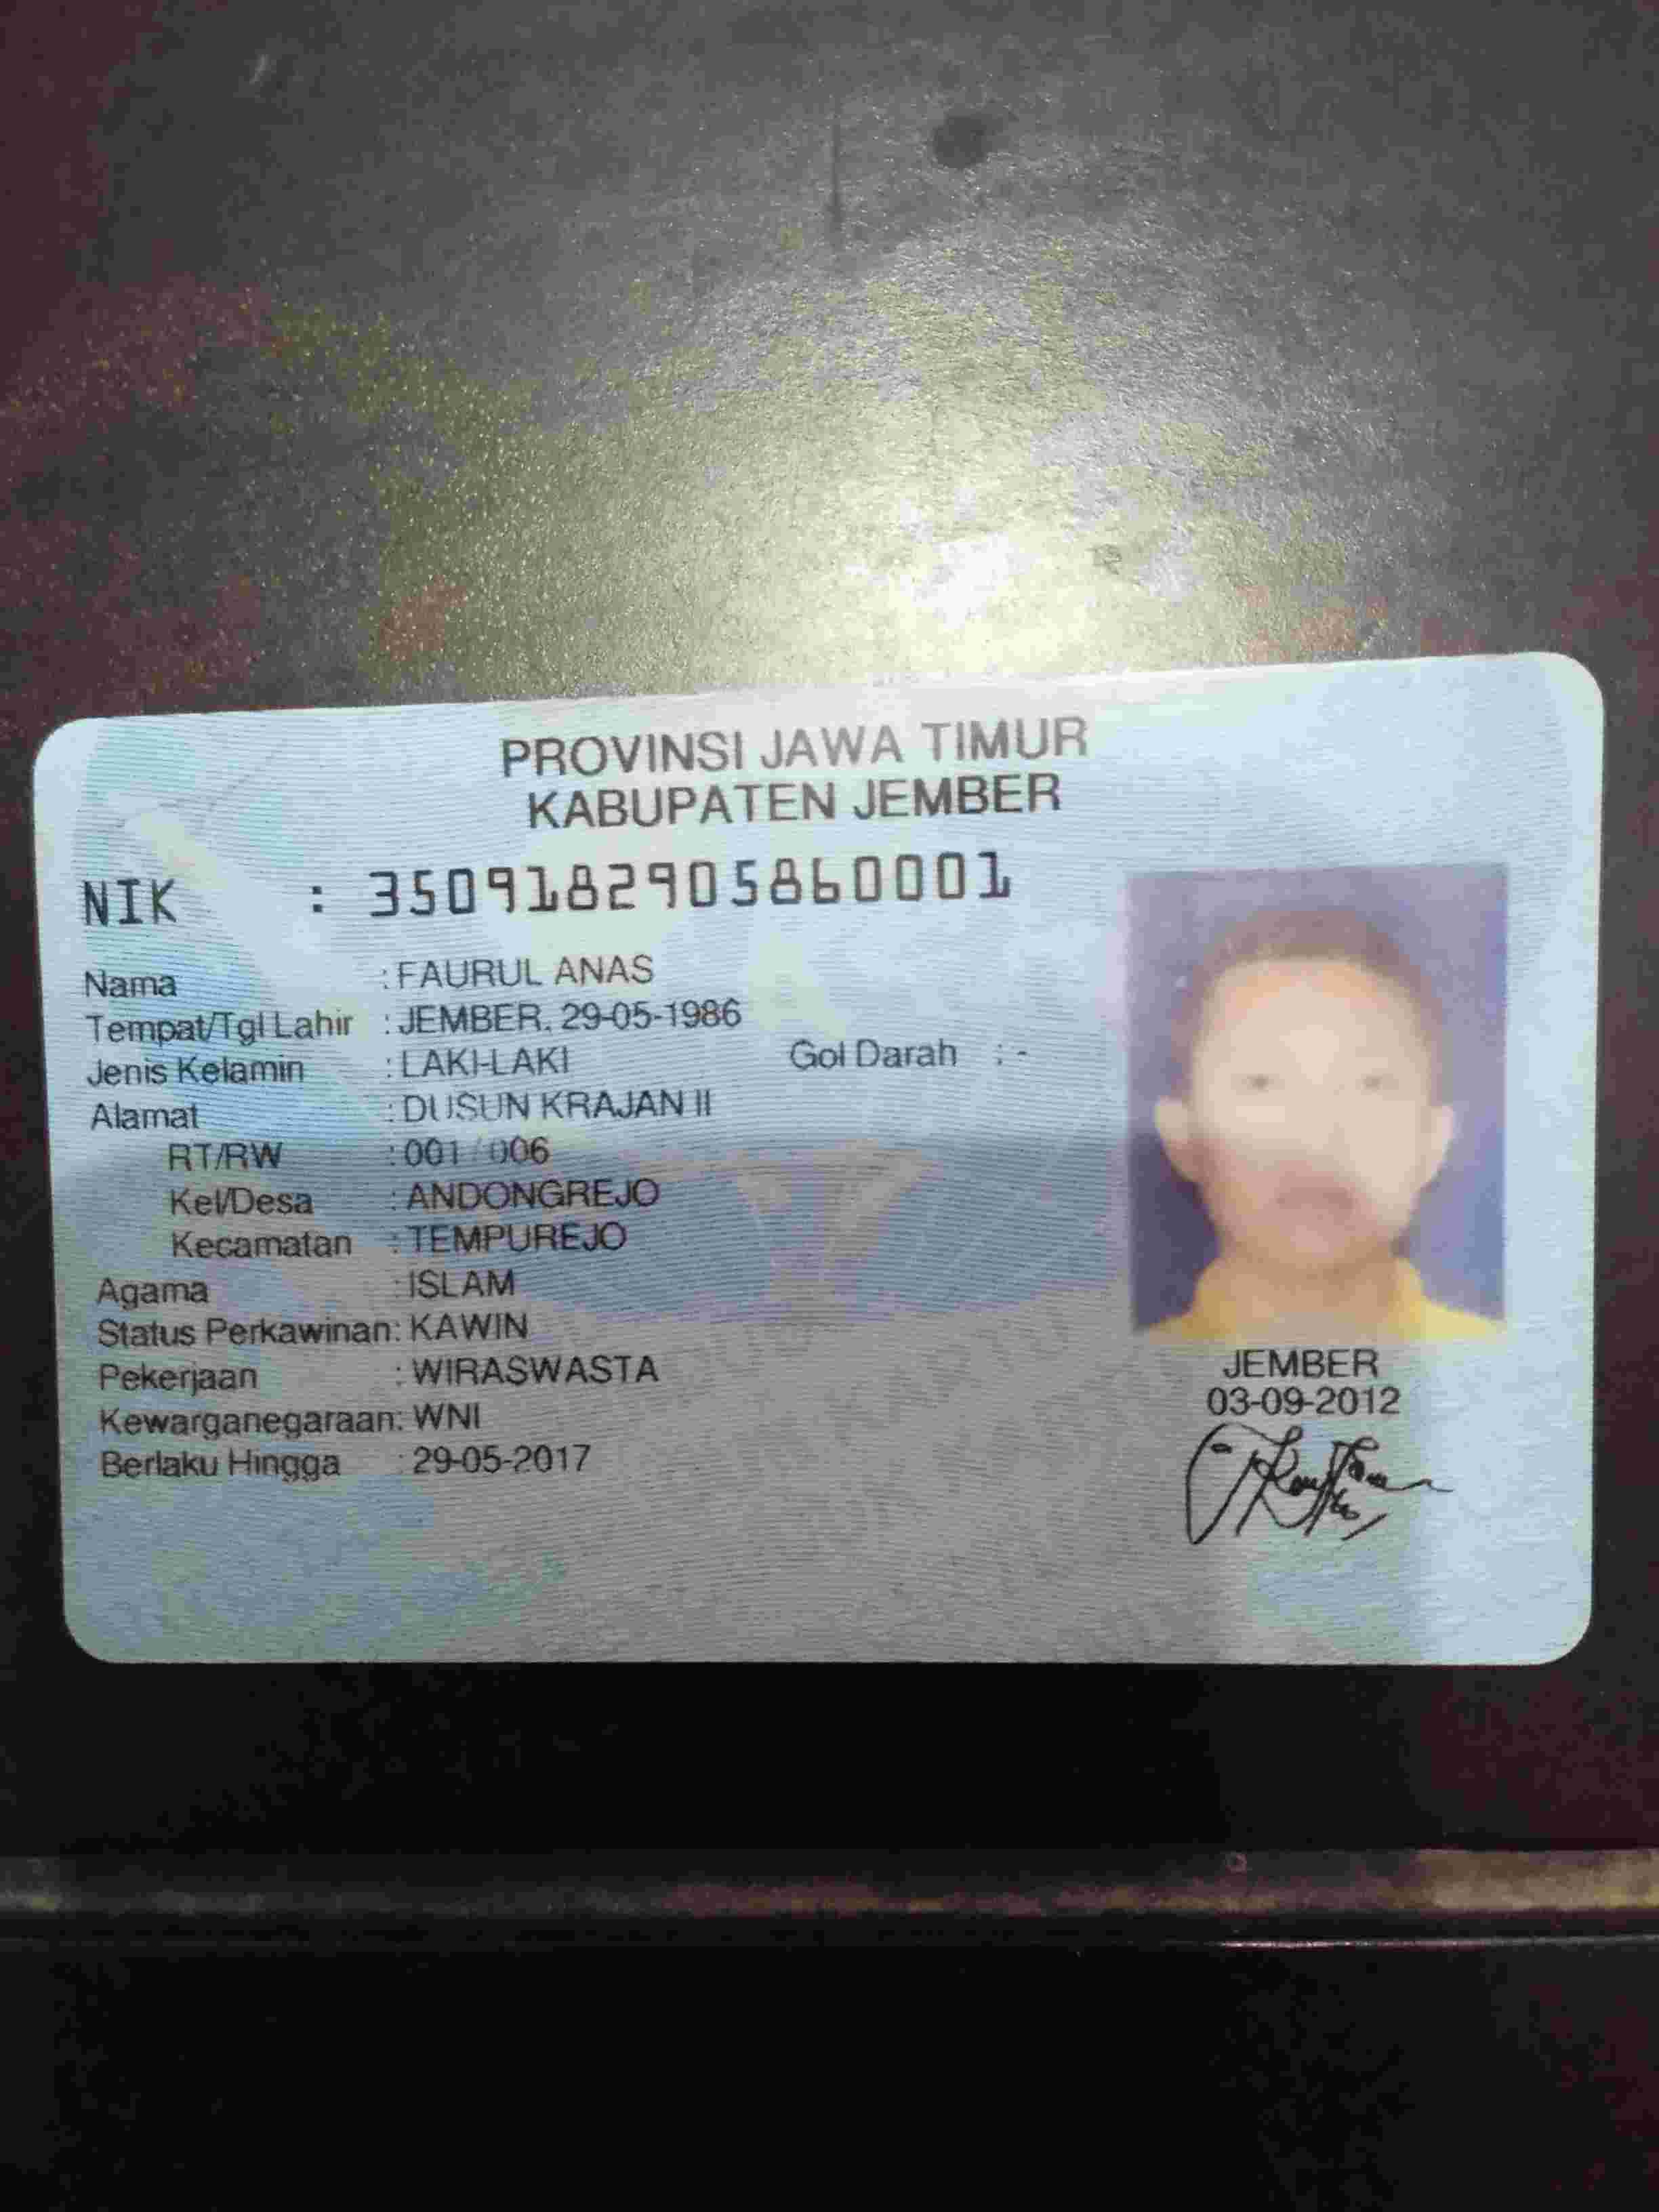 PROVINSI JAWA TIMUR
KABUPATEN JEMBER
NIK : 3509182905860001
Nama : FAURUL ANAS
Tempat/Tgl Lahir : JEMBER, 29-05-1986
Jenis Kelamin : LAKI-LAKI Gol Darah : -
Alamat : DUSUN KRAJAN II
RT/RW : 001 / 006
Kel/Desa : ANDONGREJO
Kecamatan : TEMPUREJO
Agama : ISLAM
Status Perkawinan: KAWIN
Pekerjaan : WIRASWASTA
Kewarganegaraan: WNI
Berlaku Hingga : 29-05-2017
JEMBER
03-09-2012